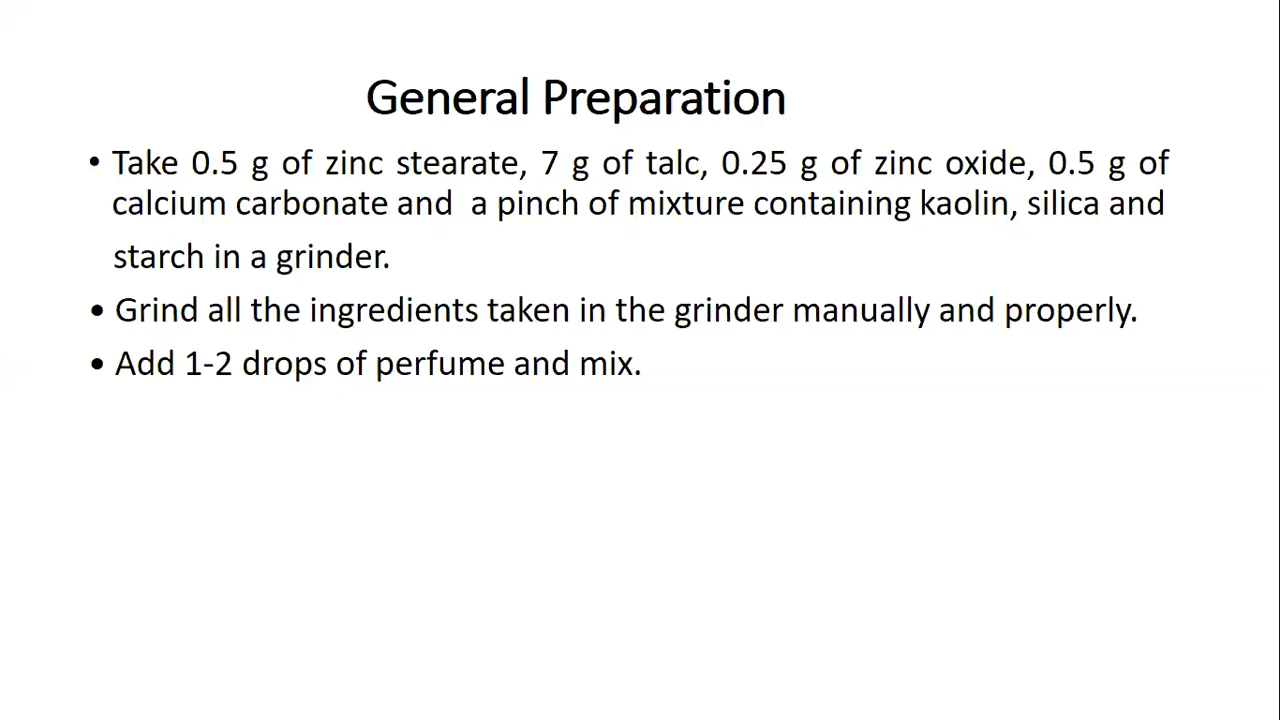 General Preparation
• Take 0.5 g of zinc stearate, 7 g of talc, 0.25 g of zinc oxide, 0.5 g of
calcium carbonate and a pinch of mixture containing kaolin, silica and
starch in a grinder.
• Grind all the ingredients taken in the grinder manually and properly.
• Add 1-2 drops of perfume and mix.